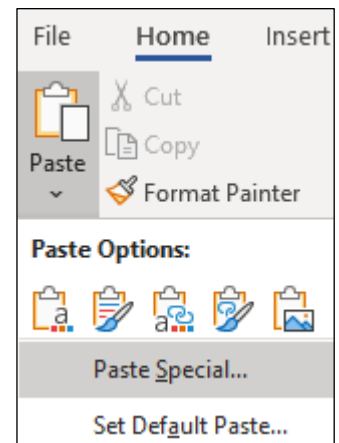 File Home Insert
Cut
Copy
Paste
Format Painter
Paste Options:
a
a
Paste Special...
Set Default Paste...